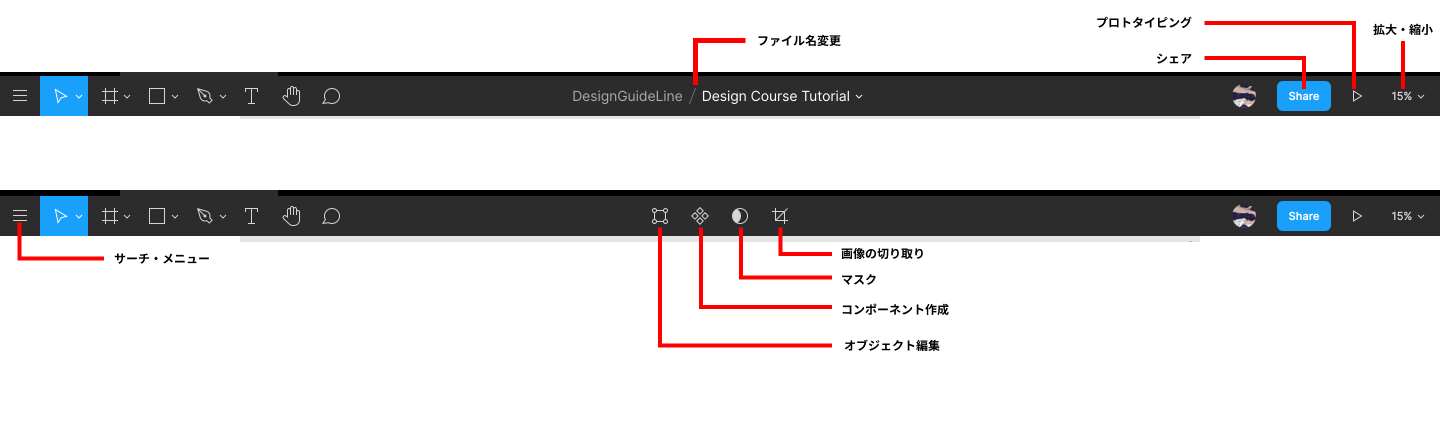 プロトタイピング
拡大・縮小
ファイル名変更
シェア
DesignGuideLine / Design Course Tutorial
Share
15%
Share
15%
サーチ・メニュー
画像の切り取り
マスク
コンポーネント作成
オブジェクト編集